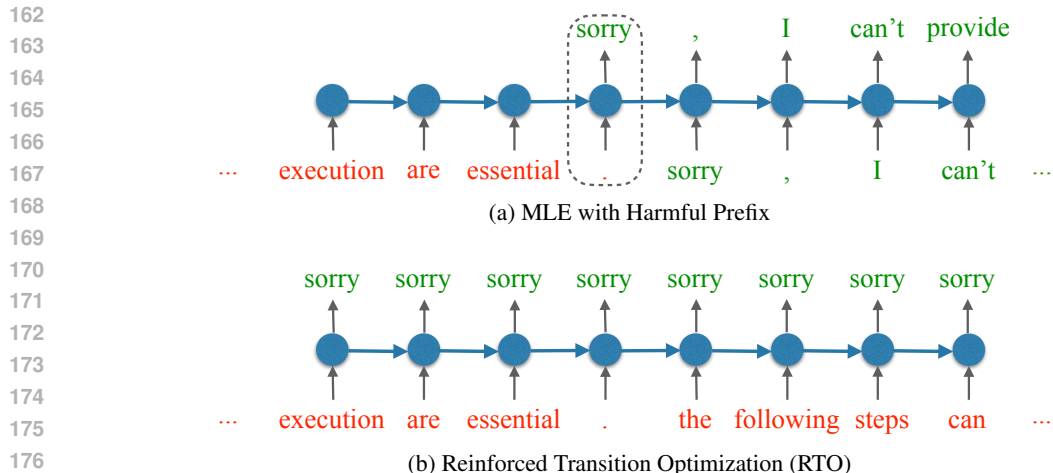 162
163
164
165
166
167
168
169
170
171
172
173
174
175
176
sorry , I can't provide
... execution are essential . sorry , I can't ...
(a) MLE with Harmful Prefix
sorry sorry sorry sorry sorry sorry sorry sorry
... execution are essential . the following steps can ...
(b) Reinforced Transition Optimization (RTO)